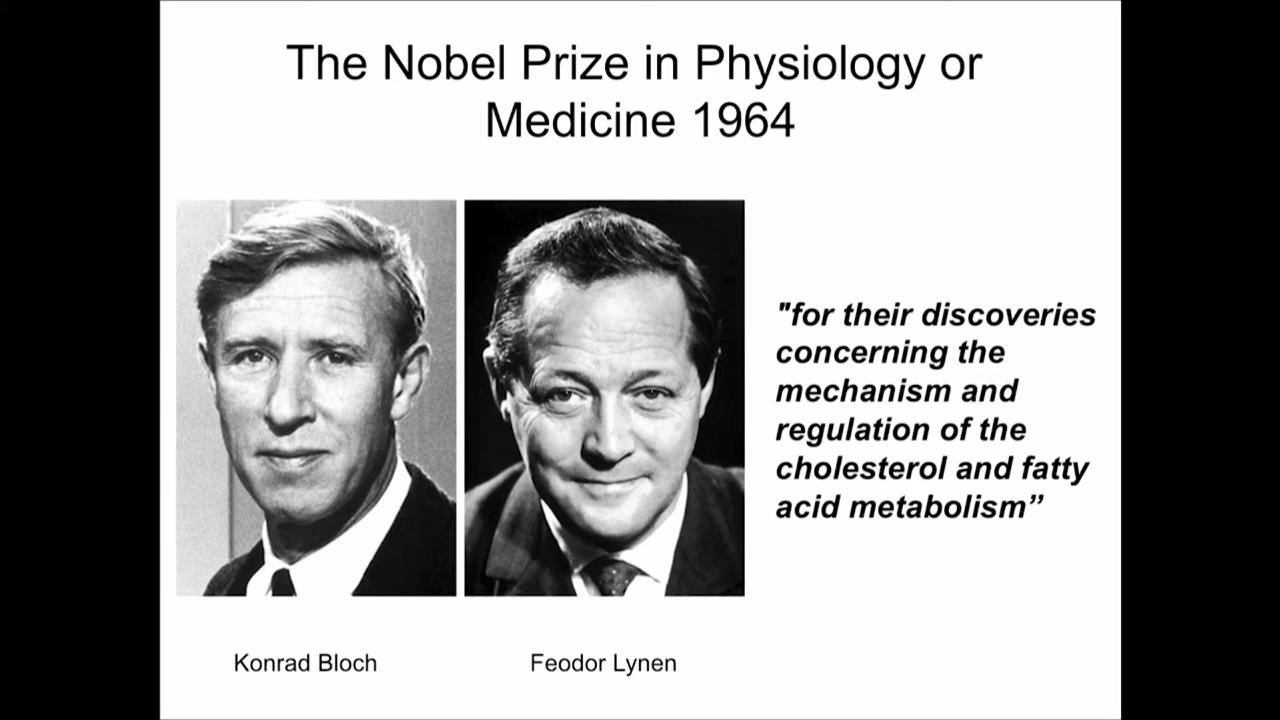 The Nobel Prize in Physiology or
Medicine 1964
"for their discoveries
concerning the
mechanism and
regulation of the
cholesterol and fatty
acid metabolism”
Konrad Bloch
Feodor Lynen